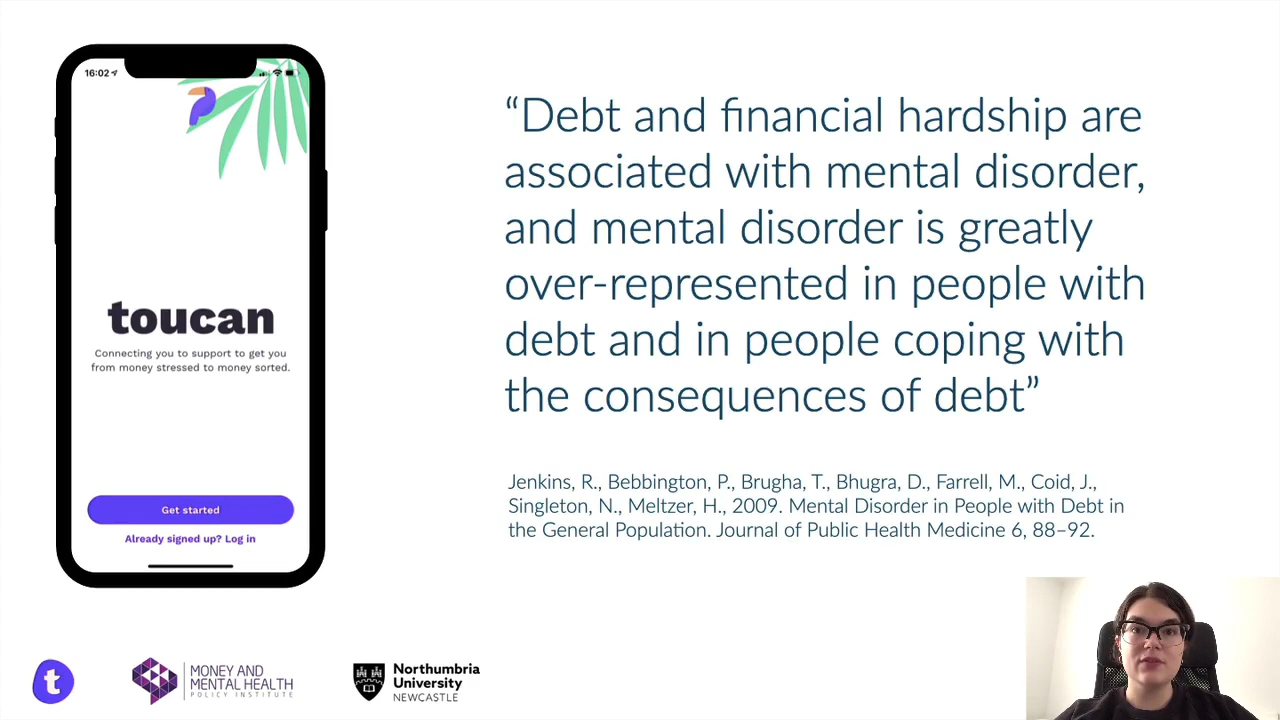 16:02
toucan
Connecting you to support to get you
from money stressed to money sorted.
Get started
Already signed up? Log in
“Debt and financial hardship are
associated with mental disorder,
and mental disorder is greatly
over-represented in people with
debt and in people coping with
the consequences of debt”
Jenkins, R., Bebbington, P., Brugha, T., Bhugra, D., Farrell, M., Coid, J.,
Singleton, N., Meltzer, H., 2009. Mental Disorder in People with Debt in
the General Population. Journal of Public Health Medicine 6, 88–92.
t
MONEY AND
MENTAL HEALTH
POLICY INSTITUTE
Northumbria
University
NEWCASTLE